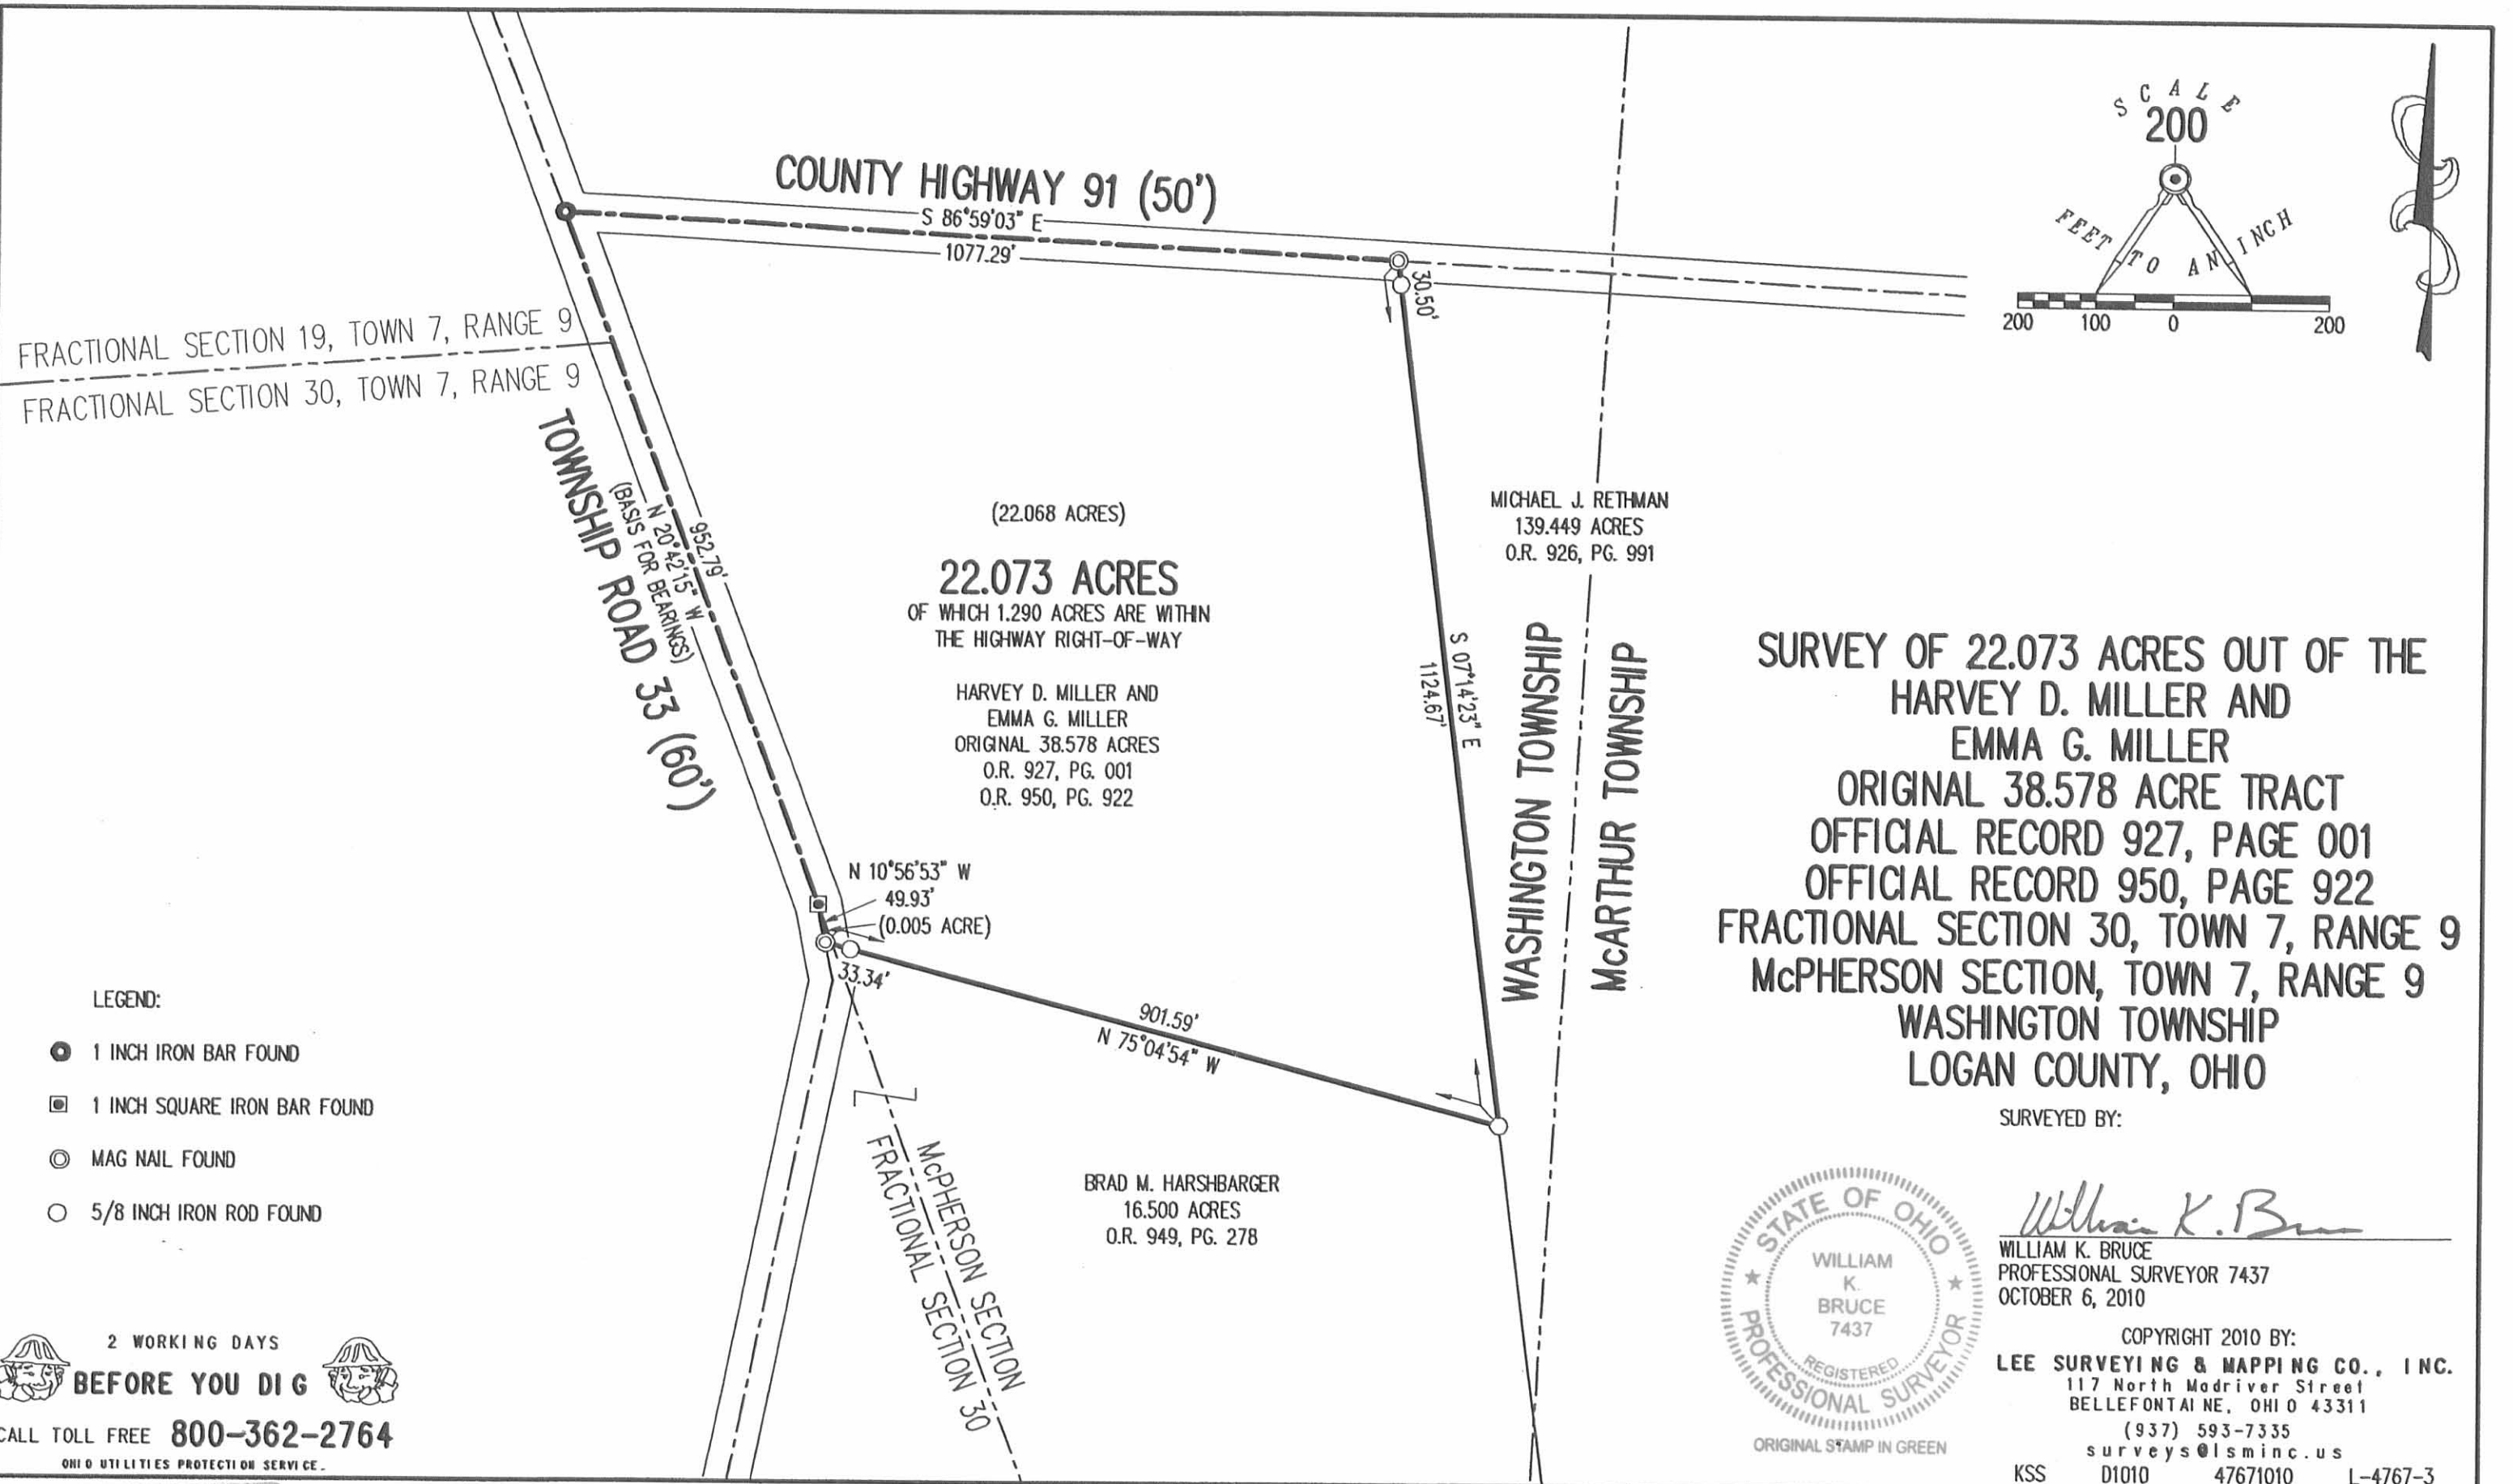 COUNTY HIGHWAY 91 (50')
S 86°59'03" E
1077.29'
30.50'
SCALE
200
FEET TO AN INCH
200 100 0 200
FRACTIONAL SECTION 19, TOWN 7, RANGE 9
FRACTIONAL SECTION 30, TOWN 7, RANGE 9
TOWNSHIP ROAD 33 (60')
(BASIS FOR BEARINGS)
N 20°42'15" W
952.79'
(22.068 ACRES)
22.073 ACRES
OF WHICH 1.290 ACRES ARE WITHIN
THE HIGHWAY RIGHT-OF-WAY
HARVEY D. MILLER AND
EMMA G. MILLER
ORIGINAL 38.578 ACRES
O.R. 927, PG. 001
O.R. 950, PG. 922
MICHAEL J. RETHMAN
139.449 ACRES
O.R. 926, PG. 991
S 07°14'23" E
1124.67'
WASHINGTON TOWNSHIP
McARTHUR TOWNSHIP
N 10°56'53" W
49.93'
(0.005 ACRE)
33.34'
901.59'
N 75°04'54" W
McPHERSON SECTION
FRACTIONAL SECTION 30
BRAD M. HARSHBARGER
16.500 ACRES
O.R. 949, PG. 278
LEGEND:
1 INCH IRON BAR FOUND
1 INCH SQUARE IRON BAR FOUND
MAG NAIL FOUND
5/8 INCH IRON ROD FOUND
2 WORKING DAYS
BEFORE YOU DIG
CALL TOLL FREE 800-362-2764
OHIO UTILITIES PROTECTION SERVICE.
SURVEY OF 22.073 ACRES OUT OF THE
HARVEY D. MILLER AND
EMMA G. MILLER
ORIGINAL 38.578 ACRE TRACT
OFFICIAL RECORD 927, PAGE 001
OFFICIAL RECORD 950, PAGE 922
FRACTIONAL SECTION 30, TOWN 7, RANGE 9
McPHERSON SECTION, TOWN 7, RANGE 9
WASHINGTON TOWNSHIP
LOGAN COUNTY, OHIO
SURVEYED BY:
William K. Bruce
WILLIAM K. BRUCE
PROFESSIONAL SURVEYOR 7437
OCTOBER 6, 2010
STATE OF OHIO
WILLIAM
K.
BRUCE
7437
REGISTERED
PROFESSIONAL SURVEYOR
ORIGINAL STAMP IN GREEN
COPYRIGHT 2010 BY:
LEE SURVEYING & MAPPING CO., INC.
117 North Madriver Street
BELLEFONTAINE, OHIO 43311
(937) 593-7335
surveys@lsminc.us
KSS D1010 47671010 L-4767-3